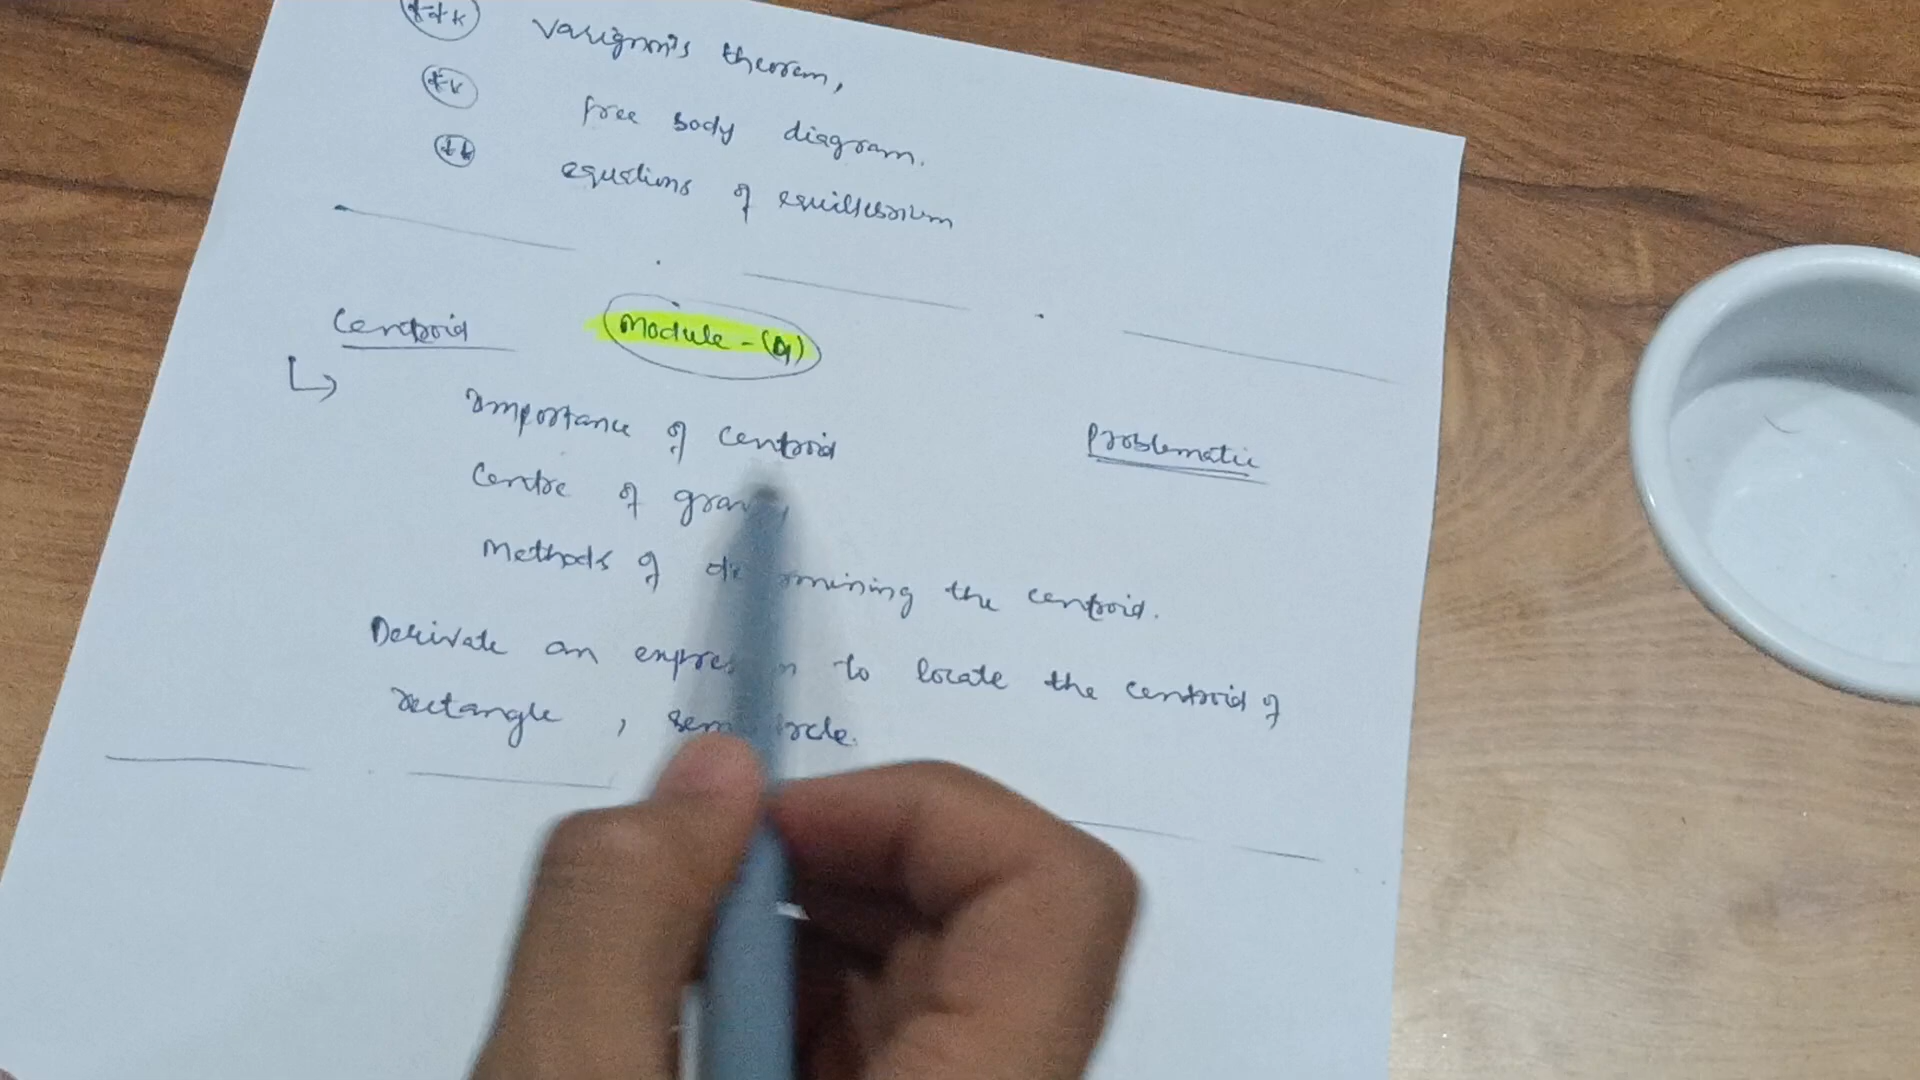 *** Varignon's theorem,
** free body diagram.
** equations of equillibrium
Centroid Module - (4)
Importance of centroid
Problematic
Centre of
Methods of the centroid.
Derivate an to locate the centroid of
rectangle ,